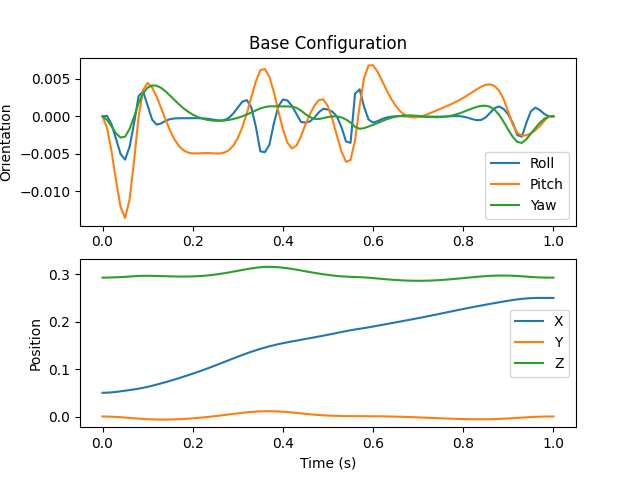 Base Configuration
Orientation
0.005
0.000
−0.005
−0.010
Roll
Pitch
Yaw
0.0 0.2 0.4 0.6 0.8 1.0
Position
0.3
0.2
0.1
0.0
X
Y
Z
0.0 0.2 0.4 0.6 0.8 1.0
Time (s)